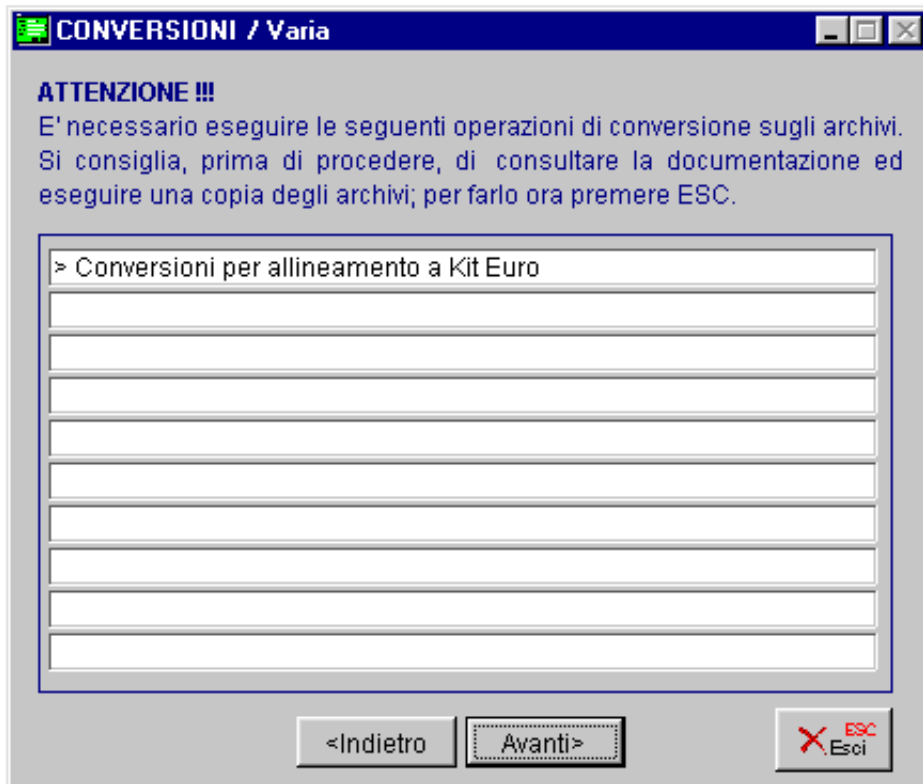 CONVERSIONI / Varia
ATTENZIONE !!!
E' necessario eseguire le seguenti operazioni di conversione sugli archivi.
Si consiglia, prima di procedere, di consultare la documentazione ed
eseguire una copia degli archivi; per farlo ora premere ESC.
> Conversioni per allineamento a Kit Euro
<Indietro
Avanti>
ESC
Esci